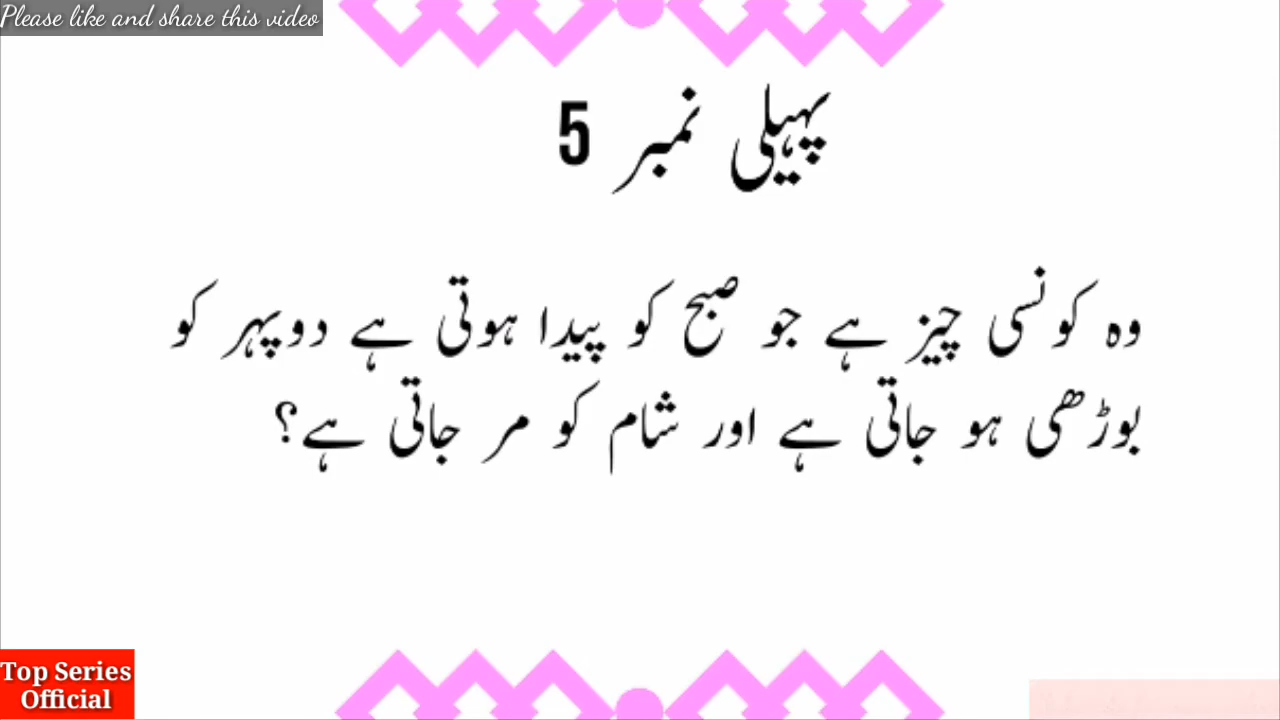 Please like and share this video
پہیلی نمبر 5
وہ کونسی چیز ہے جو صبح کو پیدا ہوتی ہے دوپہر کو
بوڑھی ہو جاتی ہے اور شام کو مر جاتی ہے؟
Top Series
Official